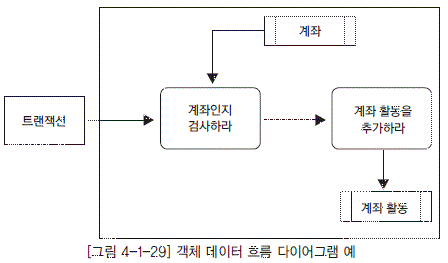 계좌
트랜잭션
계좌인지
검사하라
계좌 활동을
추가하라
계좌 활동
[그림 4-1-29] 객체 데이터 흐름 다이어그램 예